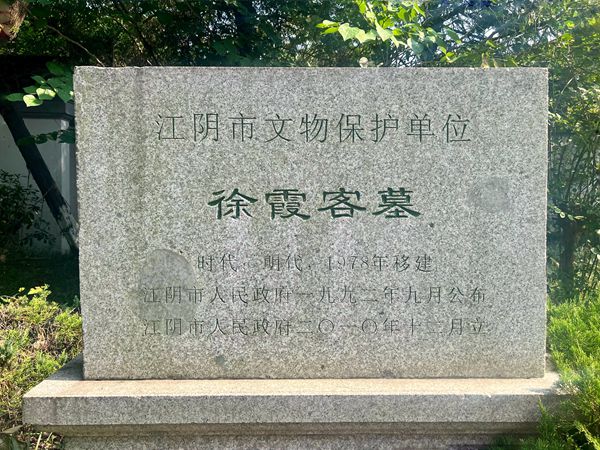 江阴市文物保护单位
徐霞客墓
时代：明代，1978年移建
江阴市人民政府一九九二年九月公布
江阴市人民政府二〇一〇年十二月立